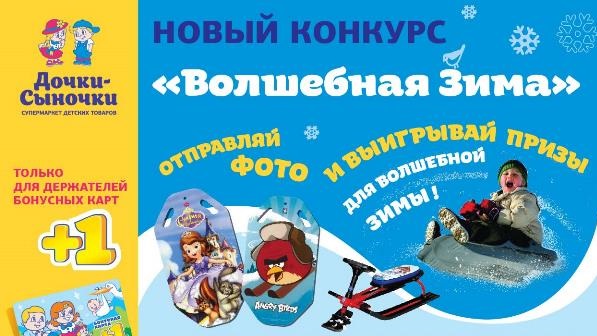 Дочки-
Сыночки
СУПЕРМАРКЕТ ДЕТСКИХ ТОВАРОВ
ТОЛЬКО
ДЛЯ ДЕРЖАТЕЛЕЙ
БОНУСНЫХ КАРТ
+1
НОВЫЙ КОНКУРС
«Волшебная Зима»
ОТПРАВЛЯЙ
ФОТО
И ВЫИГРЫВАЙ ПРИЗЫ
ДЛЯ ВОЛШЕБНОЙ
ЗИМЫ!
ANGRY BIRDS